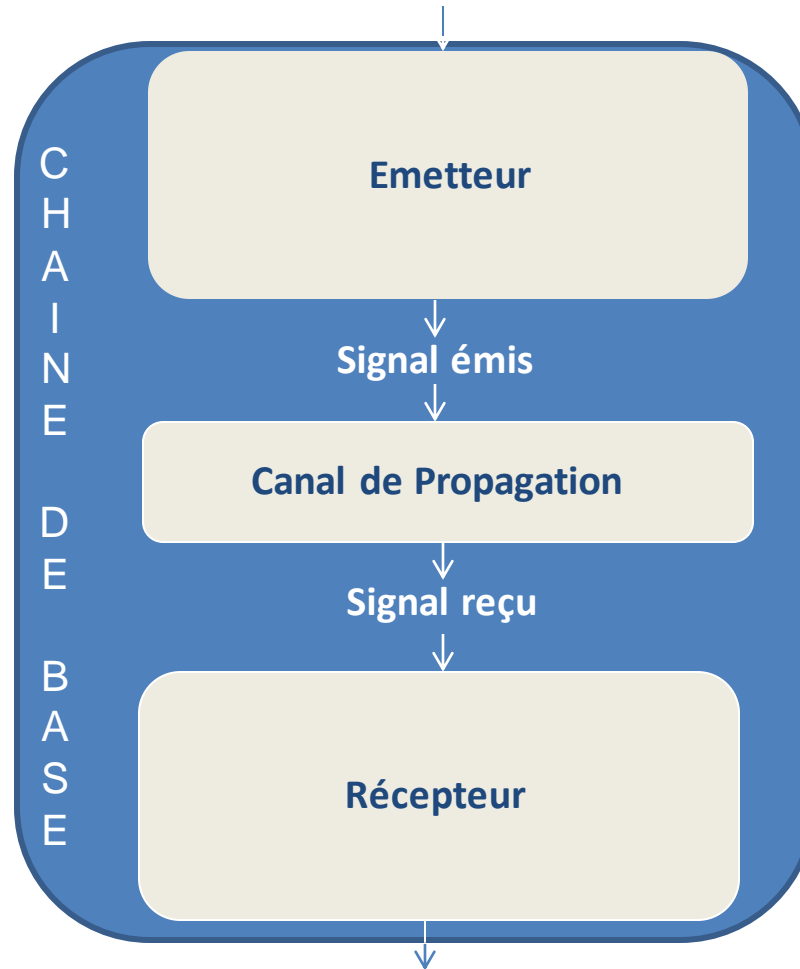 CHAINE DE BASE
Emetteur
Signal émis
Canal de Propagation
Signal reçu
Récepteur